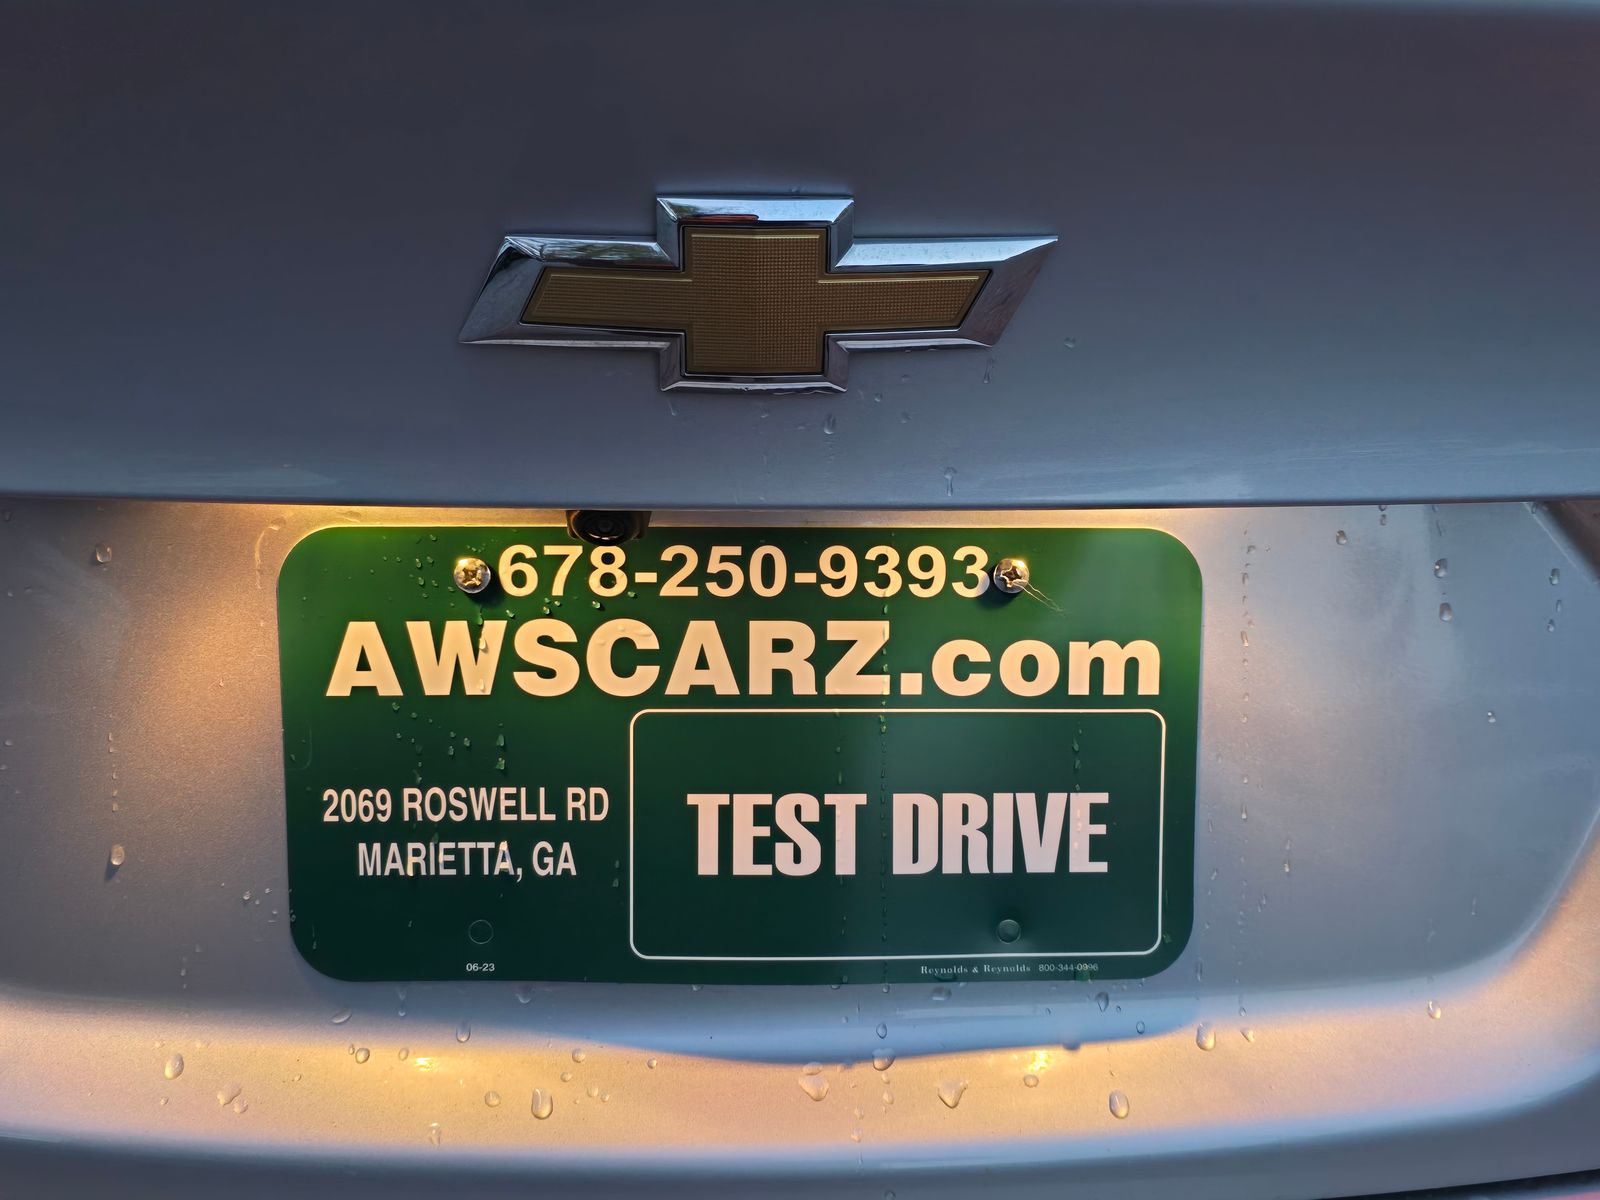 678-250-9393
AWSCARZ.com
2069 ROSWELL RD
MARIETTA, GA
TEST DRIVE
06-23
Reynolds & Reynolds 800-344-0996